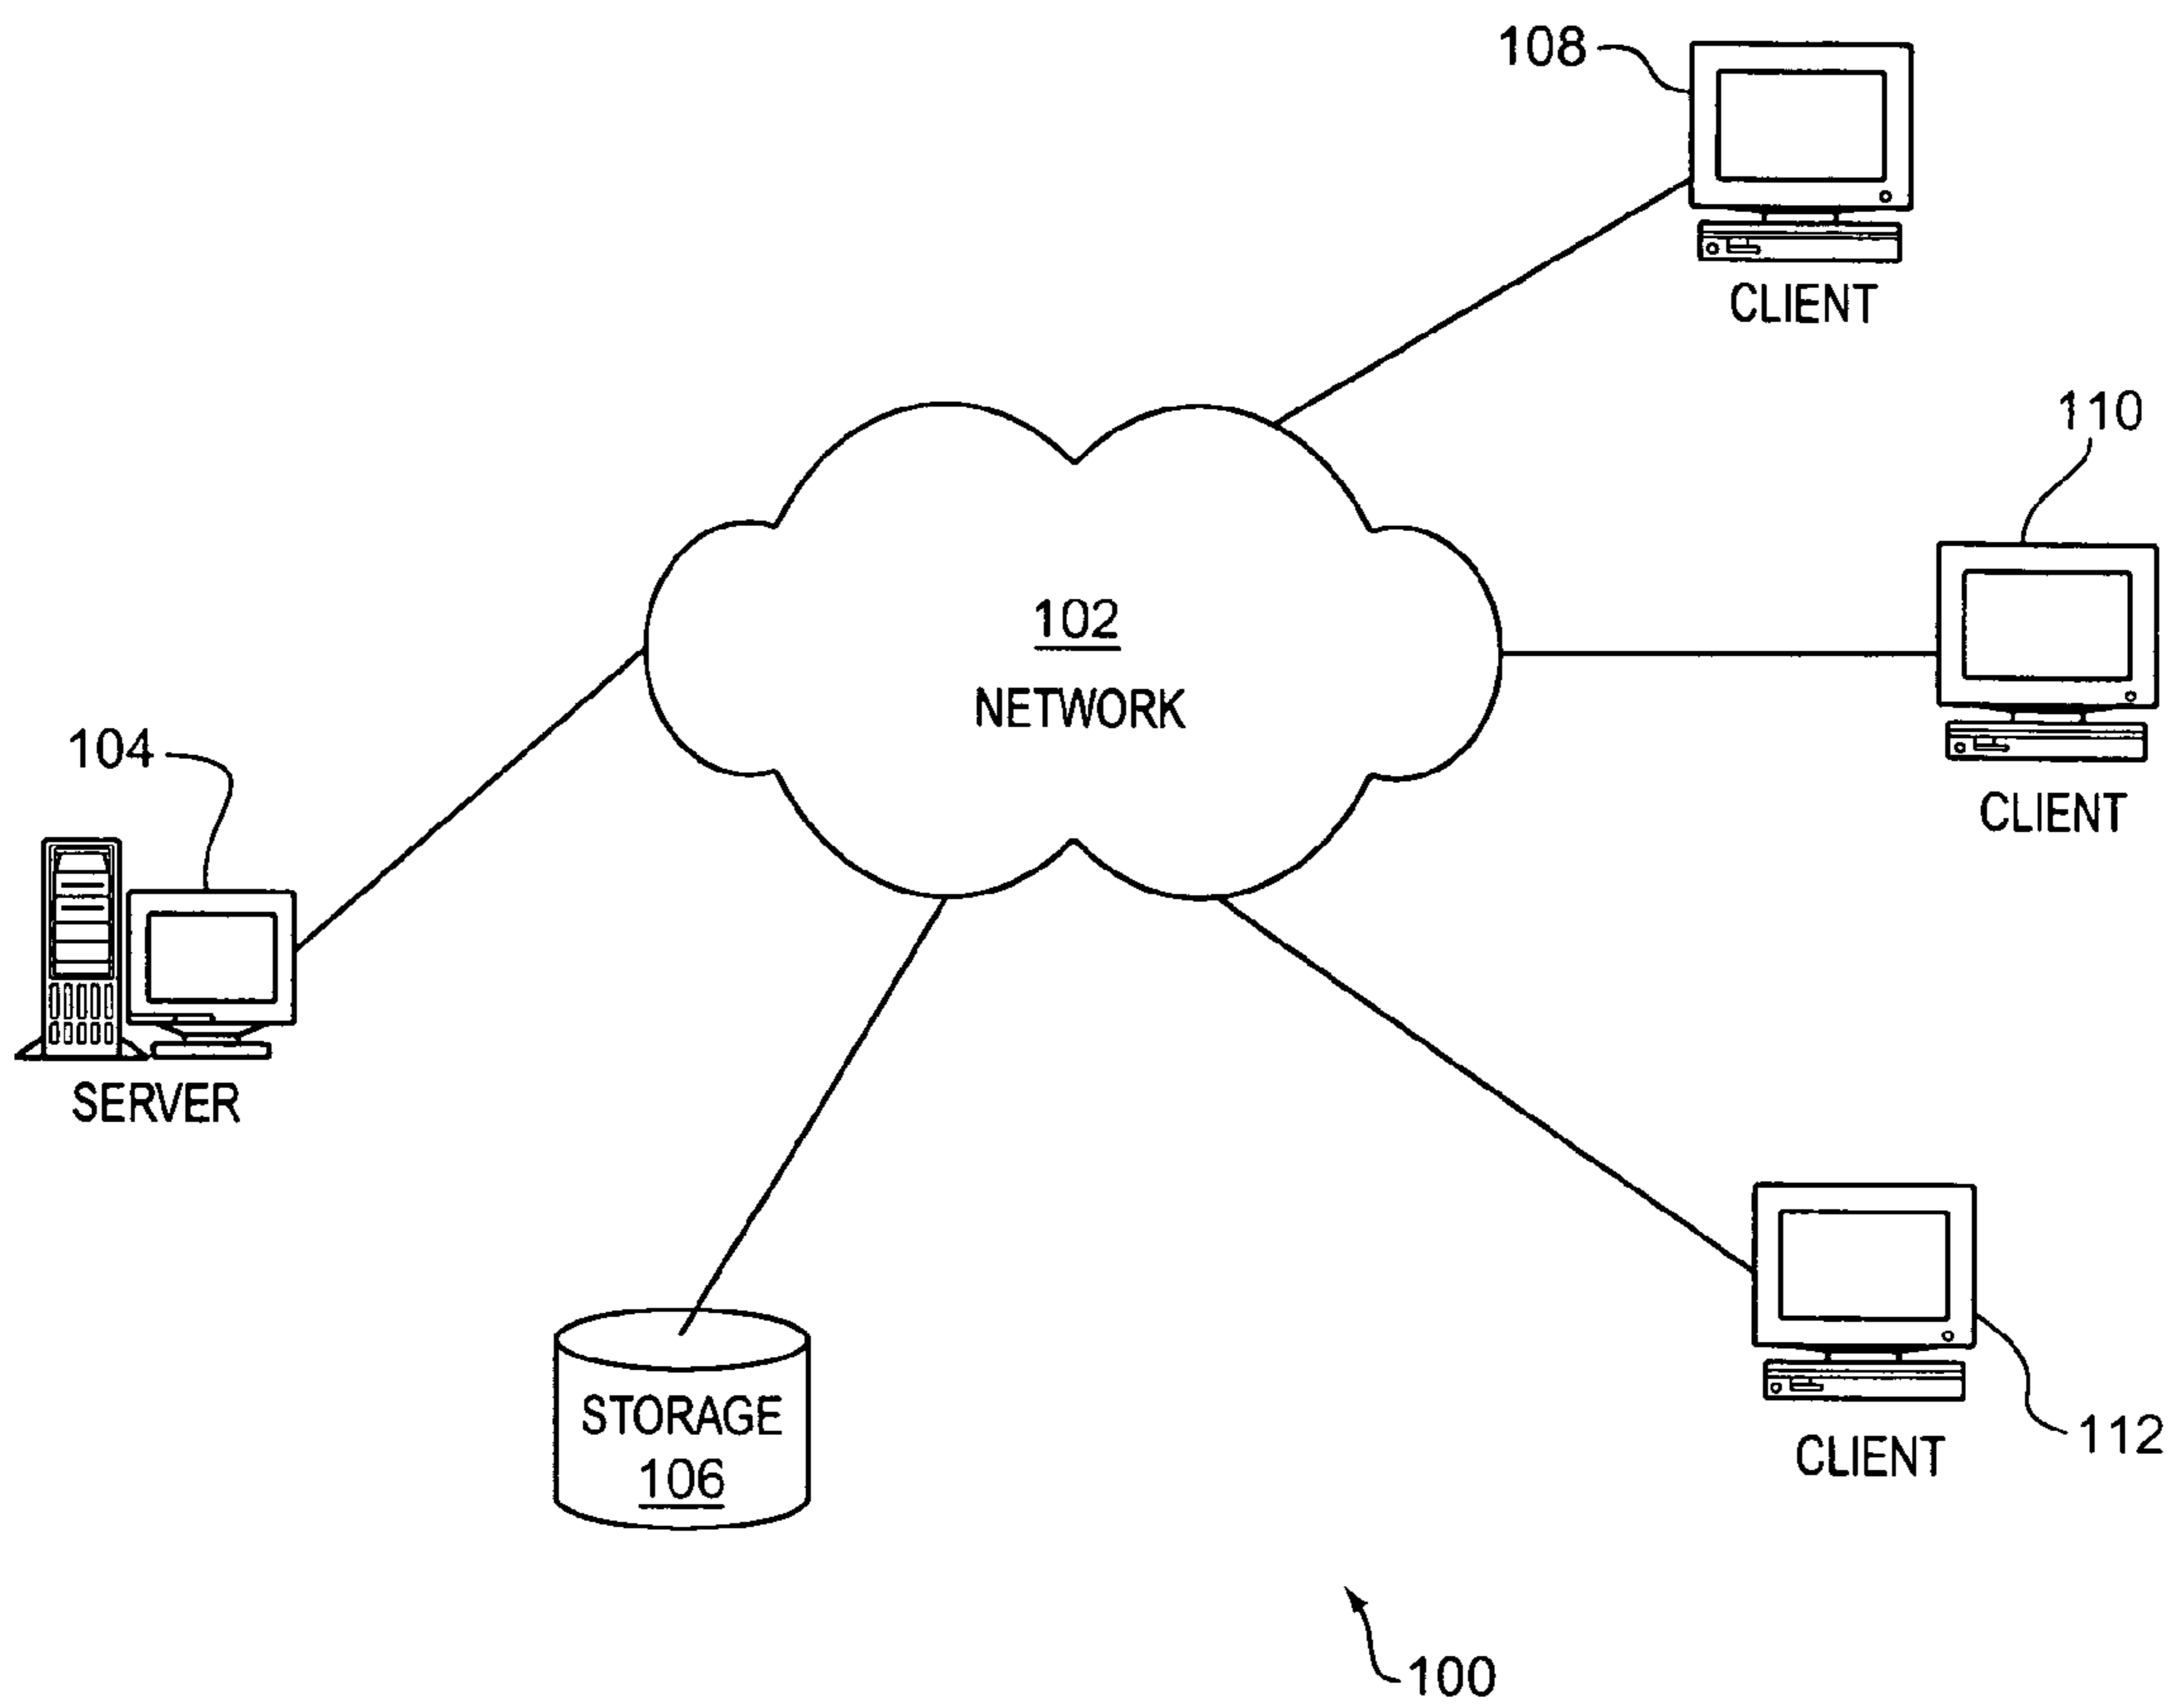 108
CLIENT
110
CLIENT
102
NETWORK
104
SERVER
STORAGE
106
CLIENT
112
100